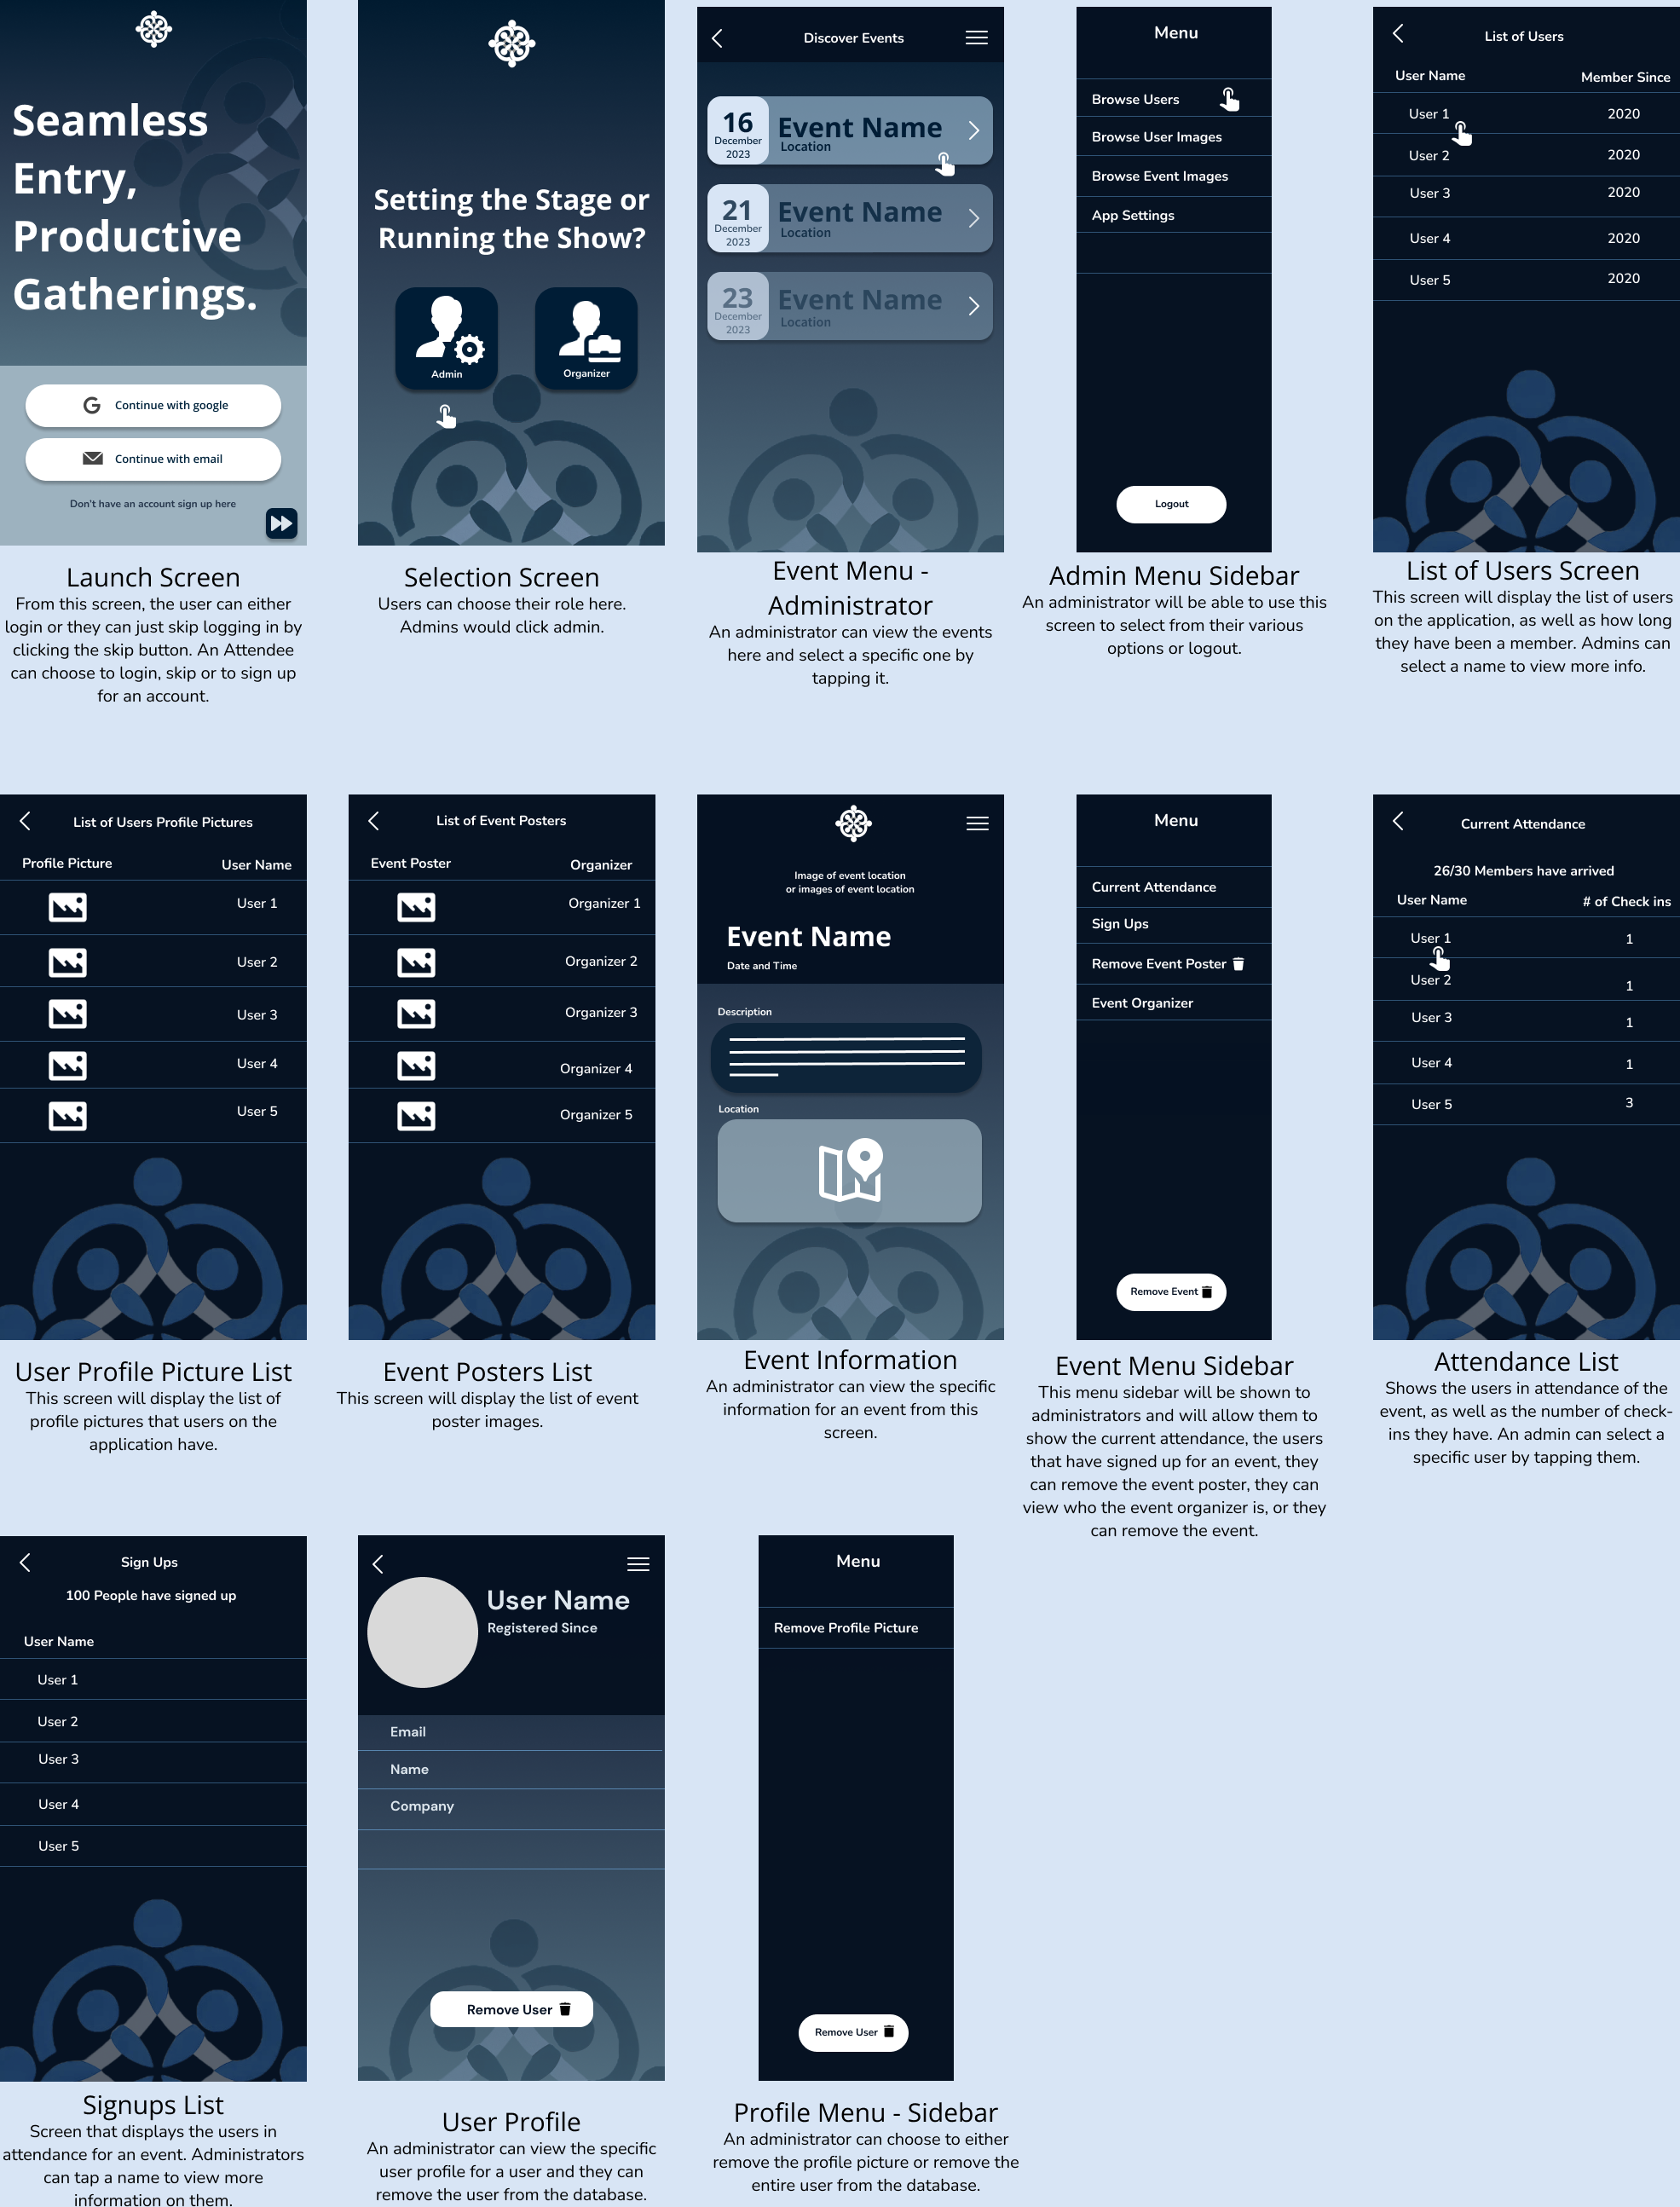 Seamless
Entry,
Productive
Gatherings.
Continue with google
Continue with email
Don't have an account sign up here
Launch Screen
From this screen, the user can either
login or they can just skip logging in by
clicking the skip button. An Attendee
can choose to login, skip or to sign up
for an account.
Setting the Stage or
Running the Show?
Admin
Organizer
Selection Screen
Users can choose their role here.
Admins would click admin.
Discover Events
16
December
2023
Event Name
Location
21
December
2023
Event Name
Location
23
December
2023
Event Name
Location
Event Menu -
Administrator
An administrator can view the events
here and select a specific one by
tapping it.
Menu
Browse Users
Browse User Images
Browse Event Images
App Settings
Logout
Admin Menu Sidebar
An administrator will be able to use this
screen to select from their various
options or logout.
List of Users
User Name Member Since
User 1 2020
User 2 2020
User 3 2020
User 4 2020
User 5 2020
List of Users Screen
This screen will display the list of users
on the application, as well as how long
they have been a member. Admins can
select a name to view more info.
List of Users Profile Pictures
Profile Picture User Name
User 1
User 2
User 3
User 4
User 5
User Profile Picture List
This screen will display the list of
profile pictures that users on the
application have.
List of Event Posters
Event Poster Organizer
Organizer 1
Organizer 2
Organizer 3
Organizer 4
Organizer 5
Event Posters List
This screen will display the list of event
poster images.
Image of event location
or images of event location
Event Name
Date and Time
Description
Location
Event Information
An administrator can view the specific
information for an event from this
screen.
Menu
Current Attendance
Sign Ups
Remove Event Poster
Event Organizer
Remove Event
Event Menu Sidebar
This menu sidebar will be shown to
administrators and will allow them to
show the current attendance, the users
that have signed up for an event, they
can remove the event poster, they can
view who the event organizer is, or they
can remove the event.
Current Attendance
26/30 Members have arrived
User Name # of Check ins
User 1 1
User 2 1
User 3 1
User 4 1
User 5 3
Attendance List
Shows the users in attendance of the
event, as well as the number of check-
ins they have. An admin can select a
specific user by tapping them.
Sign Ups
100 People have signed up
User Name
User 1
User 2
User 3
User 4
User 5
Signups List
Screen that displays the users in
attendance for an event. Administrators
can tap a name to view more
information on them.
User Name
Registered Since
Email
Name
Company
Remove User
User Profile
An administrator can view the specific
user profile for a user and they can
remove the user from the database.
Menu
Remove Profile Picture
Remove User
Profile Menu - Sidebar
An administrator can choose to either
remove the profile picture or remove the
entire user from the database.